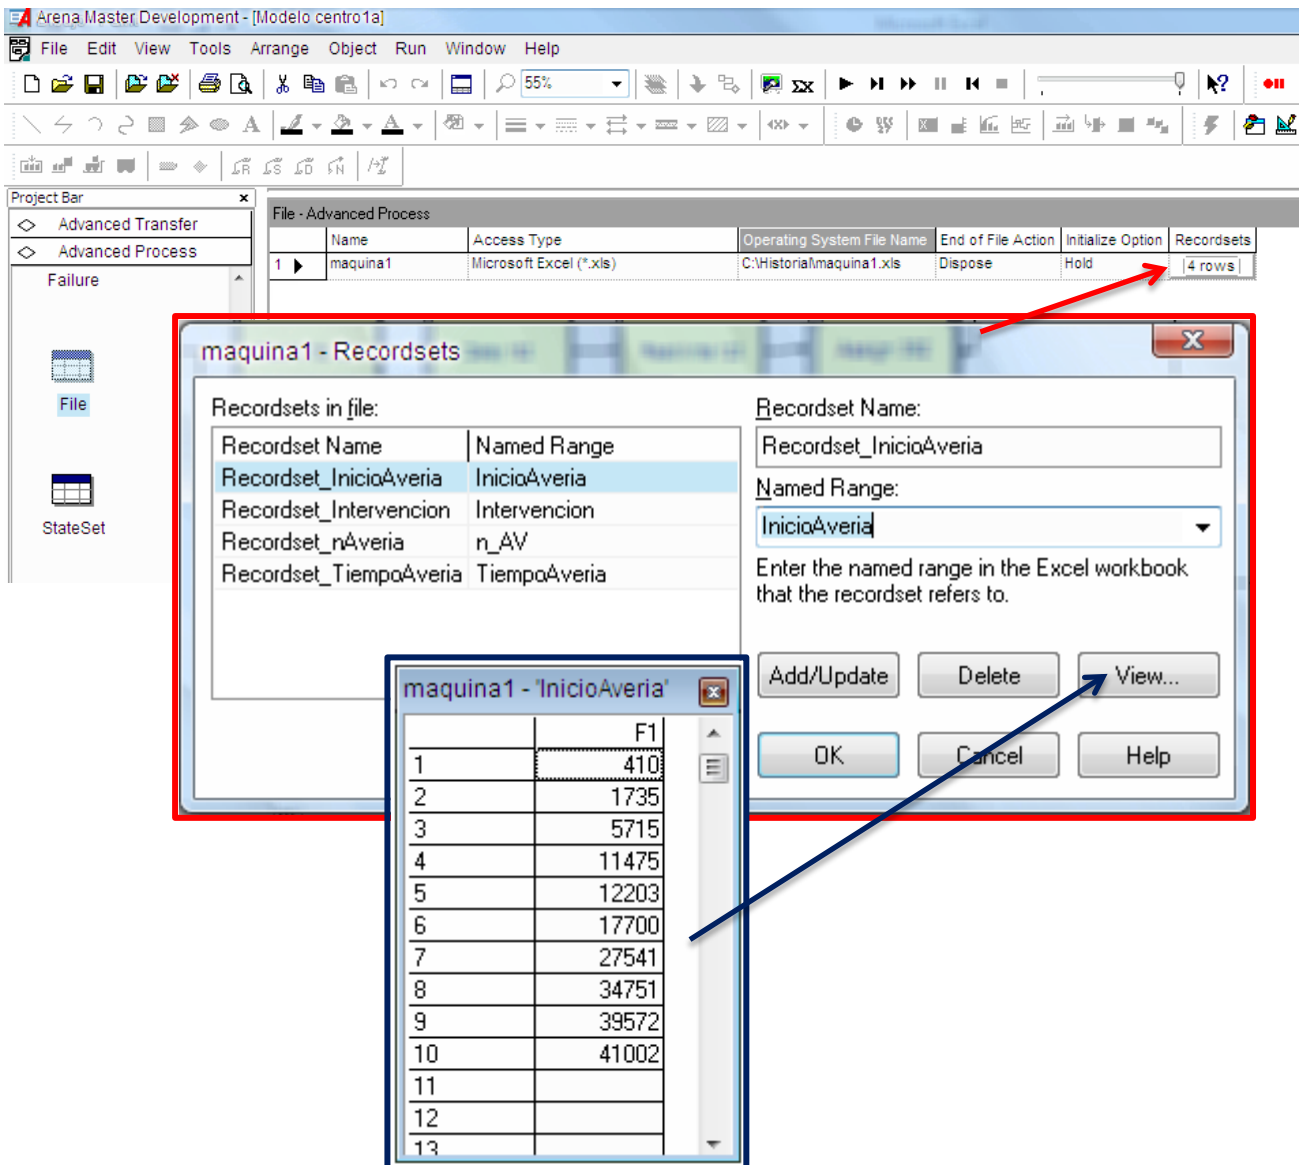 Arena Master Development - [Modelo centro1a]
File Edit View Tools Arrange Object Run Window Help
55%
Project Bar x
Advanced Transfer
Advanced Process
Failure
File
StateSet
File - Advanced Process
Name Access Type Operating System File Name End of File Action Initialize Option Recordsets
1 maquina1 Microsoft Excel (*.xls) C:\Historial\maquina1.xls Dispose Hold 4 rows
maquina1 - Recordsets
Recordsets in file:
Recordset Name Named Range
Recordset_InicioAveria InicioAveria
Recordset_Intervencion Intervencion
Recordset_nAveria n_AV
Recordset_TiempoAveria TiempoAveria
Recordset Name:
Recordset_InicioAveria
Named Range:
InicioAveria
Enter the named range in the Excel workbook
that the recordset refers to.
Add/Update Delete View...
OK Cancel Help
maquina1 - 'InicioAveria'
F1
1 410
2 1735
3 5715
4 11475
5 12203
6 17700
7 27541
8 34751
9 39572
10 41002
11
12
13